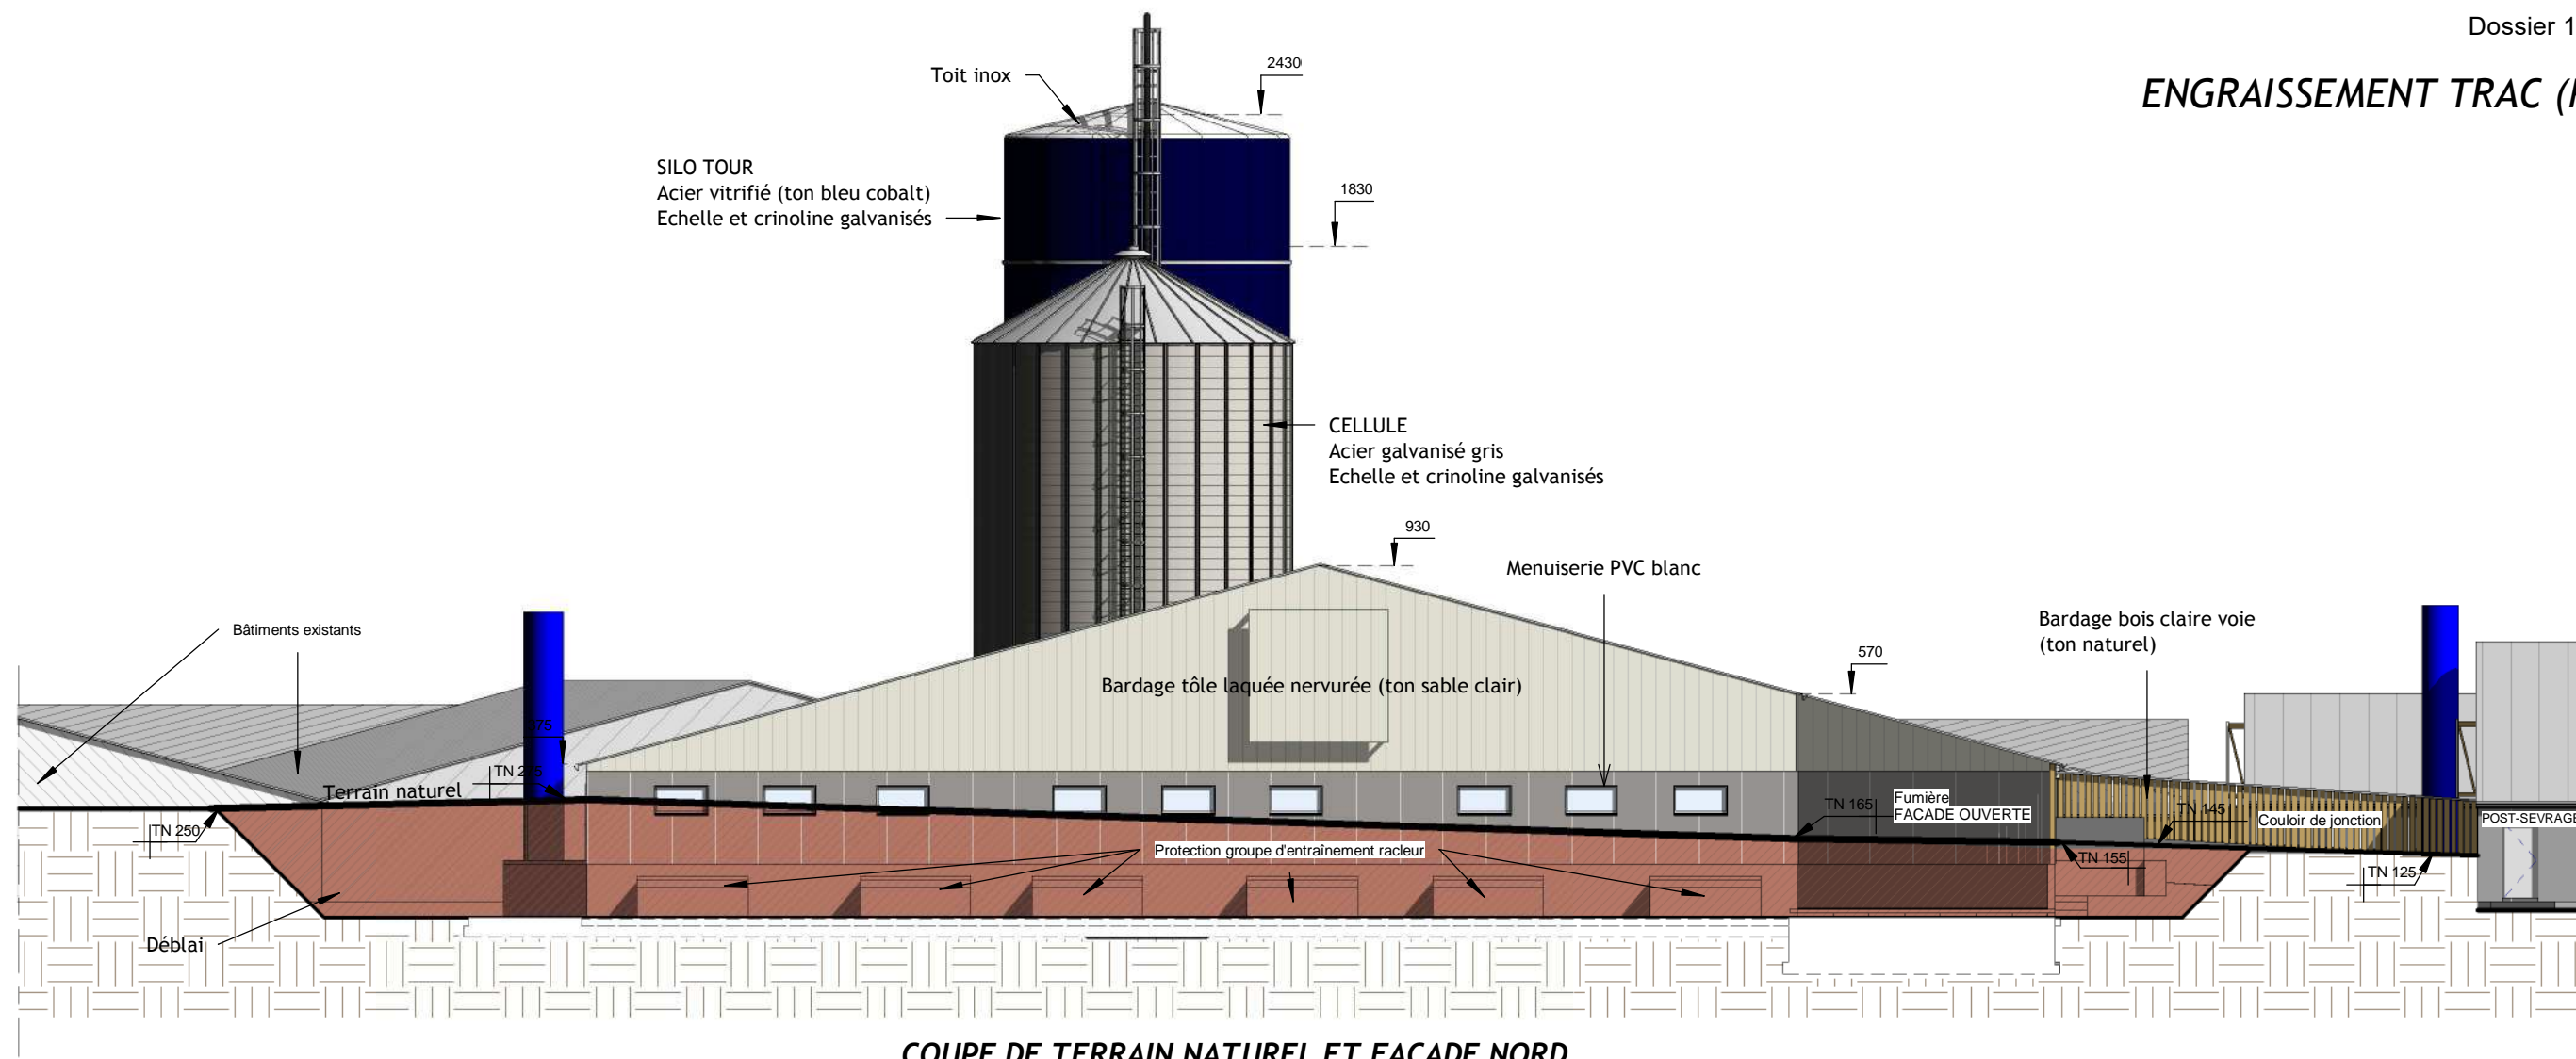 Dossier 1
ENGRAISSEMENT TRAC (
Toit inox
2430
SILO TOUR
Acier vitrifié (ton bleu cobalt)
Echelle et crinoline galvanisés
1830
CELLULE
Acier galvanisé gris
Echelle et crinoline galvanisés
930
Menuiserie PVC blanc
Bâtiments existants
Bardage bois claire voie
(ton naturel)
570
Bardage tôle laquée nervurée (ton sable clair)
Terrain naturel
TN 275
TN 250
TN 165
Fumière
FACADE OUVERTE
TN 145
Couloir de jonction
POST-SEVRAGE
Protection groupe d'entraînement racleur
TN 155
TN 125
Déblai
COUPE DE TERRAIN NATUREL ET FACADE NORD